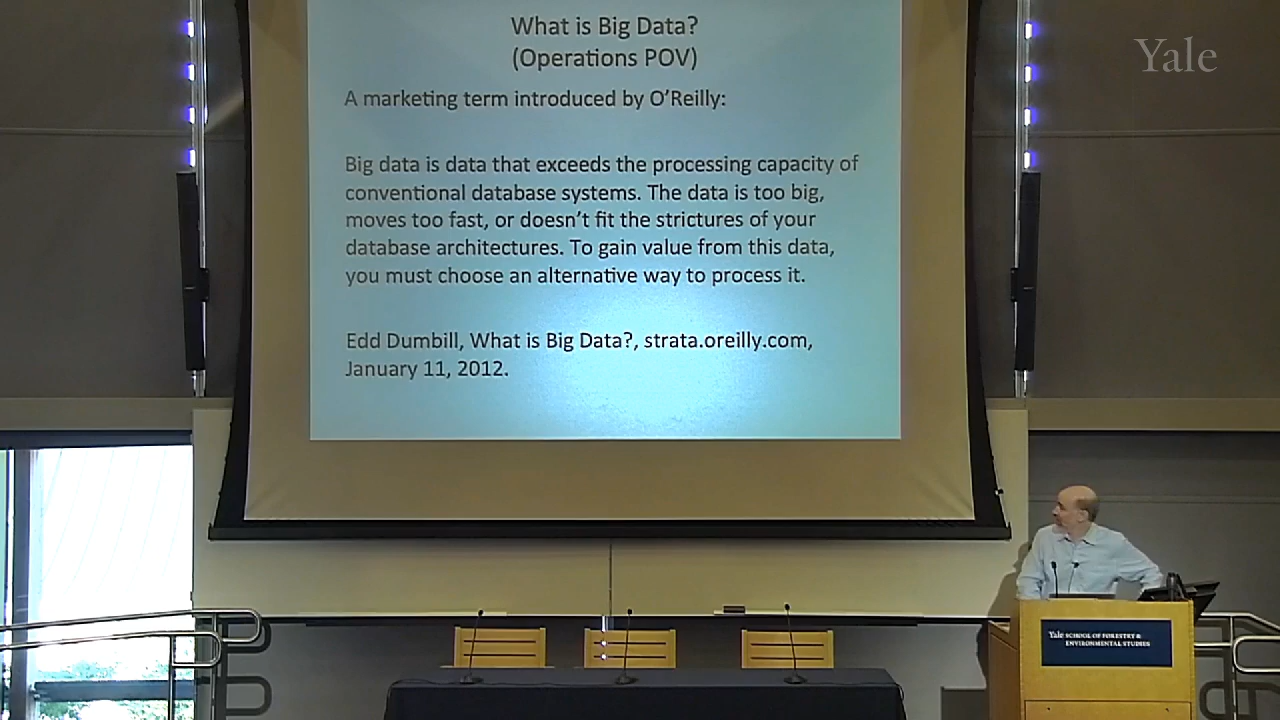 What is Big Data?
(Operations POV)
A marketing term introduced by O'Reilly:
Big data is data that exceeds the processing capacity of
conventional database systems. The data is too big,
moves too fast, or doesn't fit the strictures of your
database architectures. To gain value from this data,
you must choose an alternative way to process it.
Edd Dumbill, What is Big Data?, strata.oreilly.com,
January 11, 2012.
Yale
Yale SCHOOL OF FORESTRY &
ENVIRONMENTAL STUDIES